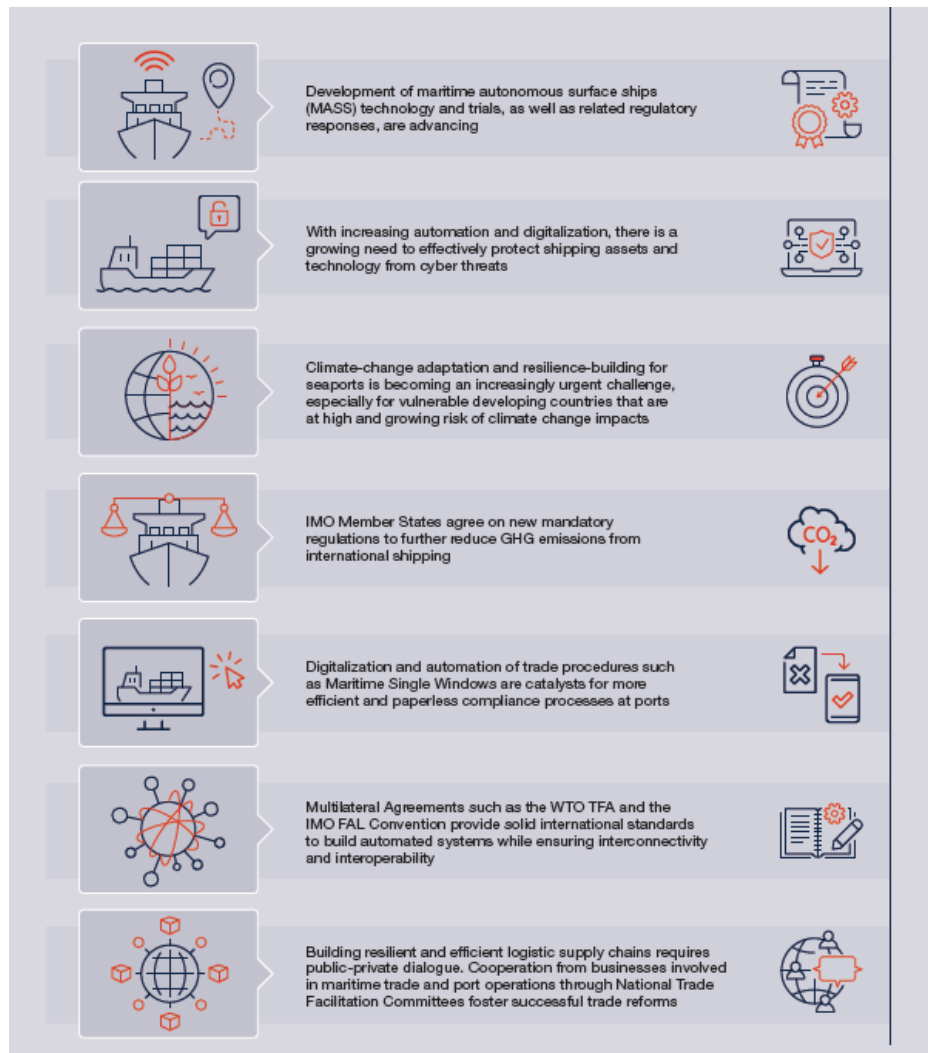 Development of maritime autonomous surface ships
(MASS) technology and trials, as well as related regulatory
responses, are advancing
With increasing automation and digitalization, there is a
growing need to effectively protect shipping assets and
technology from cyber threats
Climate-change adaptation and resilience-building for
seaports is becoming an increasingly urgent challenge,
especially for vulnerable developing countries that are
at high and growing risk of climate change impacts
IMO Member States agree on new mandatory
regulations to further reduce GHG emissions from
international shipping
CO₂
Digitalization and automation of trade procedures such
as Maritime Single Windows are catalysts for more
efficient and paperless compliance processes at ports
Multilateral Agreements such as the WTO TFA and the
IMO FAL Convention provide solid international standards
to build automated systems while ensuring interconnectivity
and interoperability
Building resilient and efficient logistic supply chains requires
public-private dialogue. Cooperation from businesses involved
in maritime trade and port operations through National Trade
Facilitation Committees foster successful trade reforms